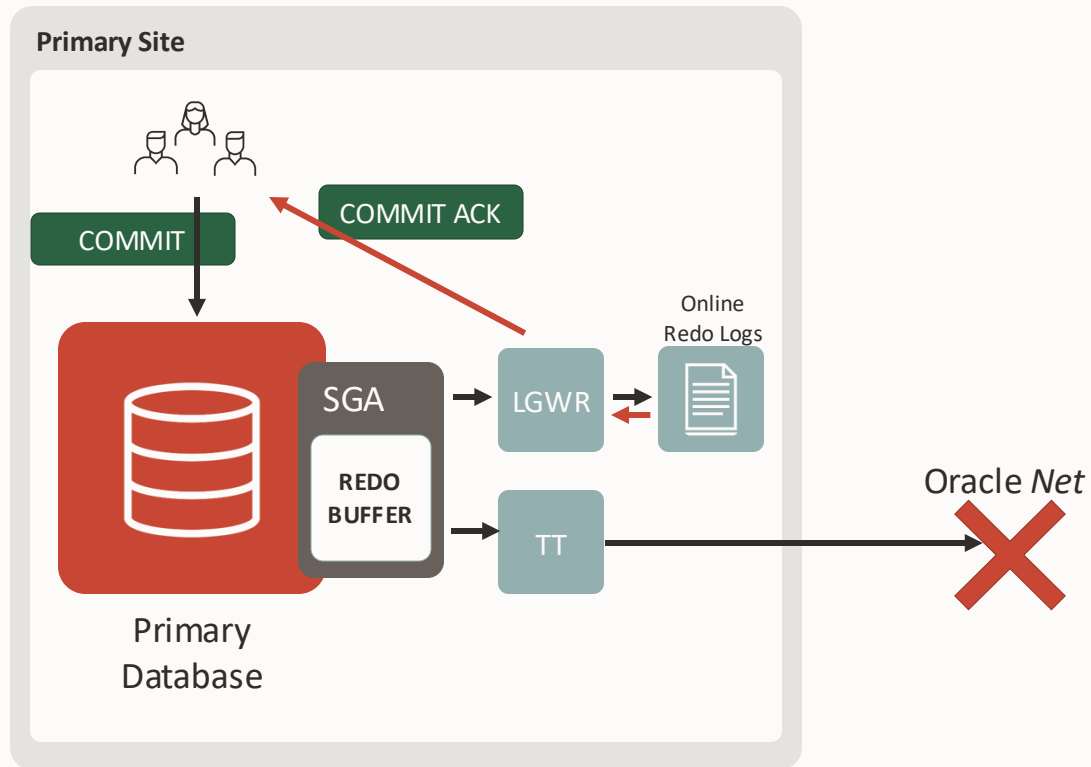 Primary Site
COMMIT ACK
COMMIT
Online
Redo Logs
SGA
LGWR
REDO
BUFFER
Oracle Net
TT
Primary
Database